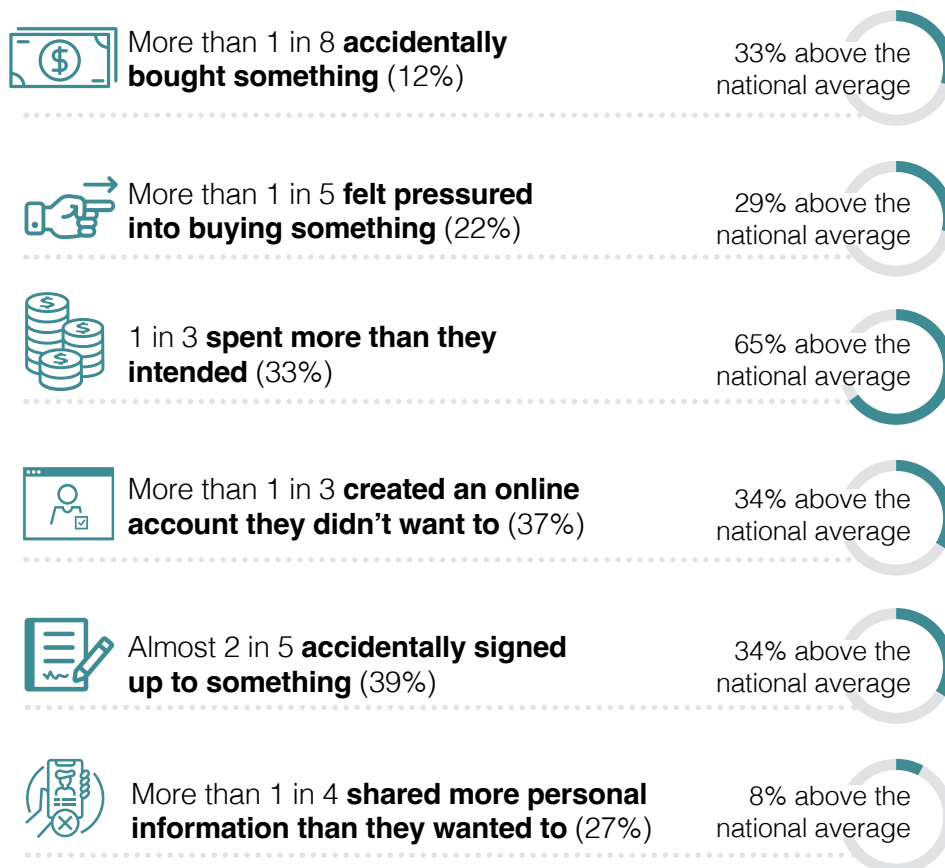 More than 1 in 8 accidentally
bought something (12%)
33% above the
national average
More than 1 in 5 felt pressured
into buying something (22%)
29% above the
national average
1 in 3 spent more than they
intended (33%)
65% above the
national average
More than 1 in 3 created an online
account they didn’t want to (37%)
34% above the
national average
Almost 2 in 5 accidentally signed
up to something (39%)
34% above the
national average
More than 1 in 4 shared more personal
information than they wanted to (27%)
8% above the
national average